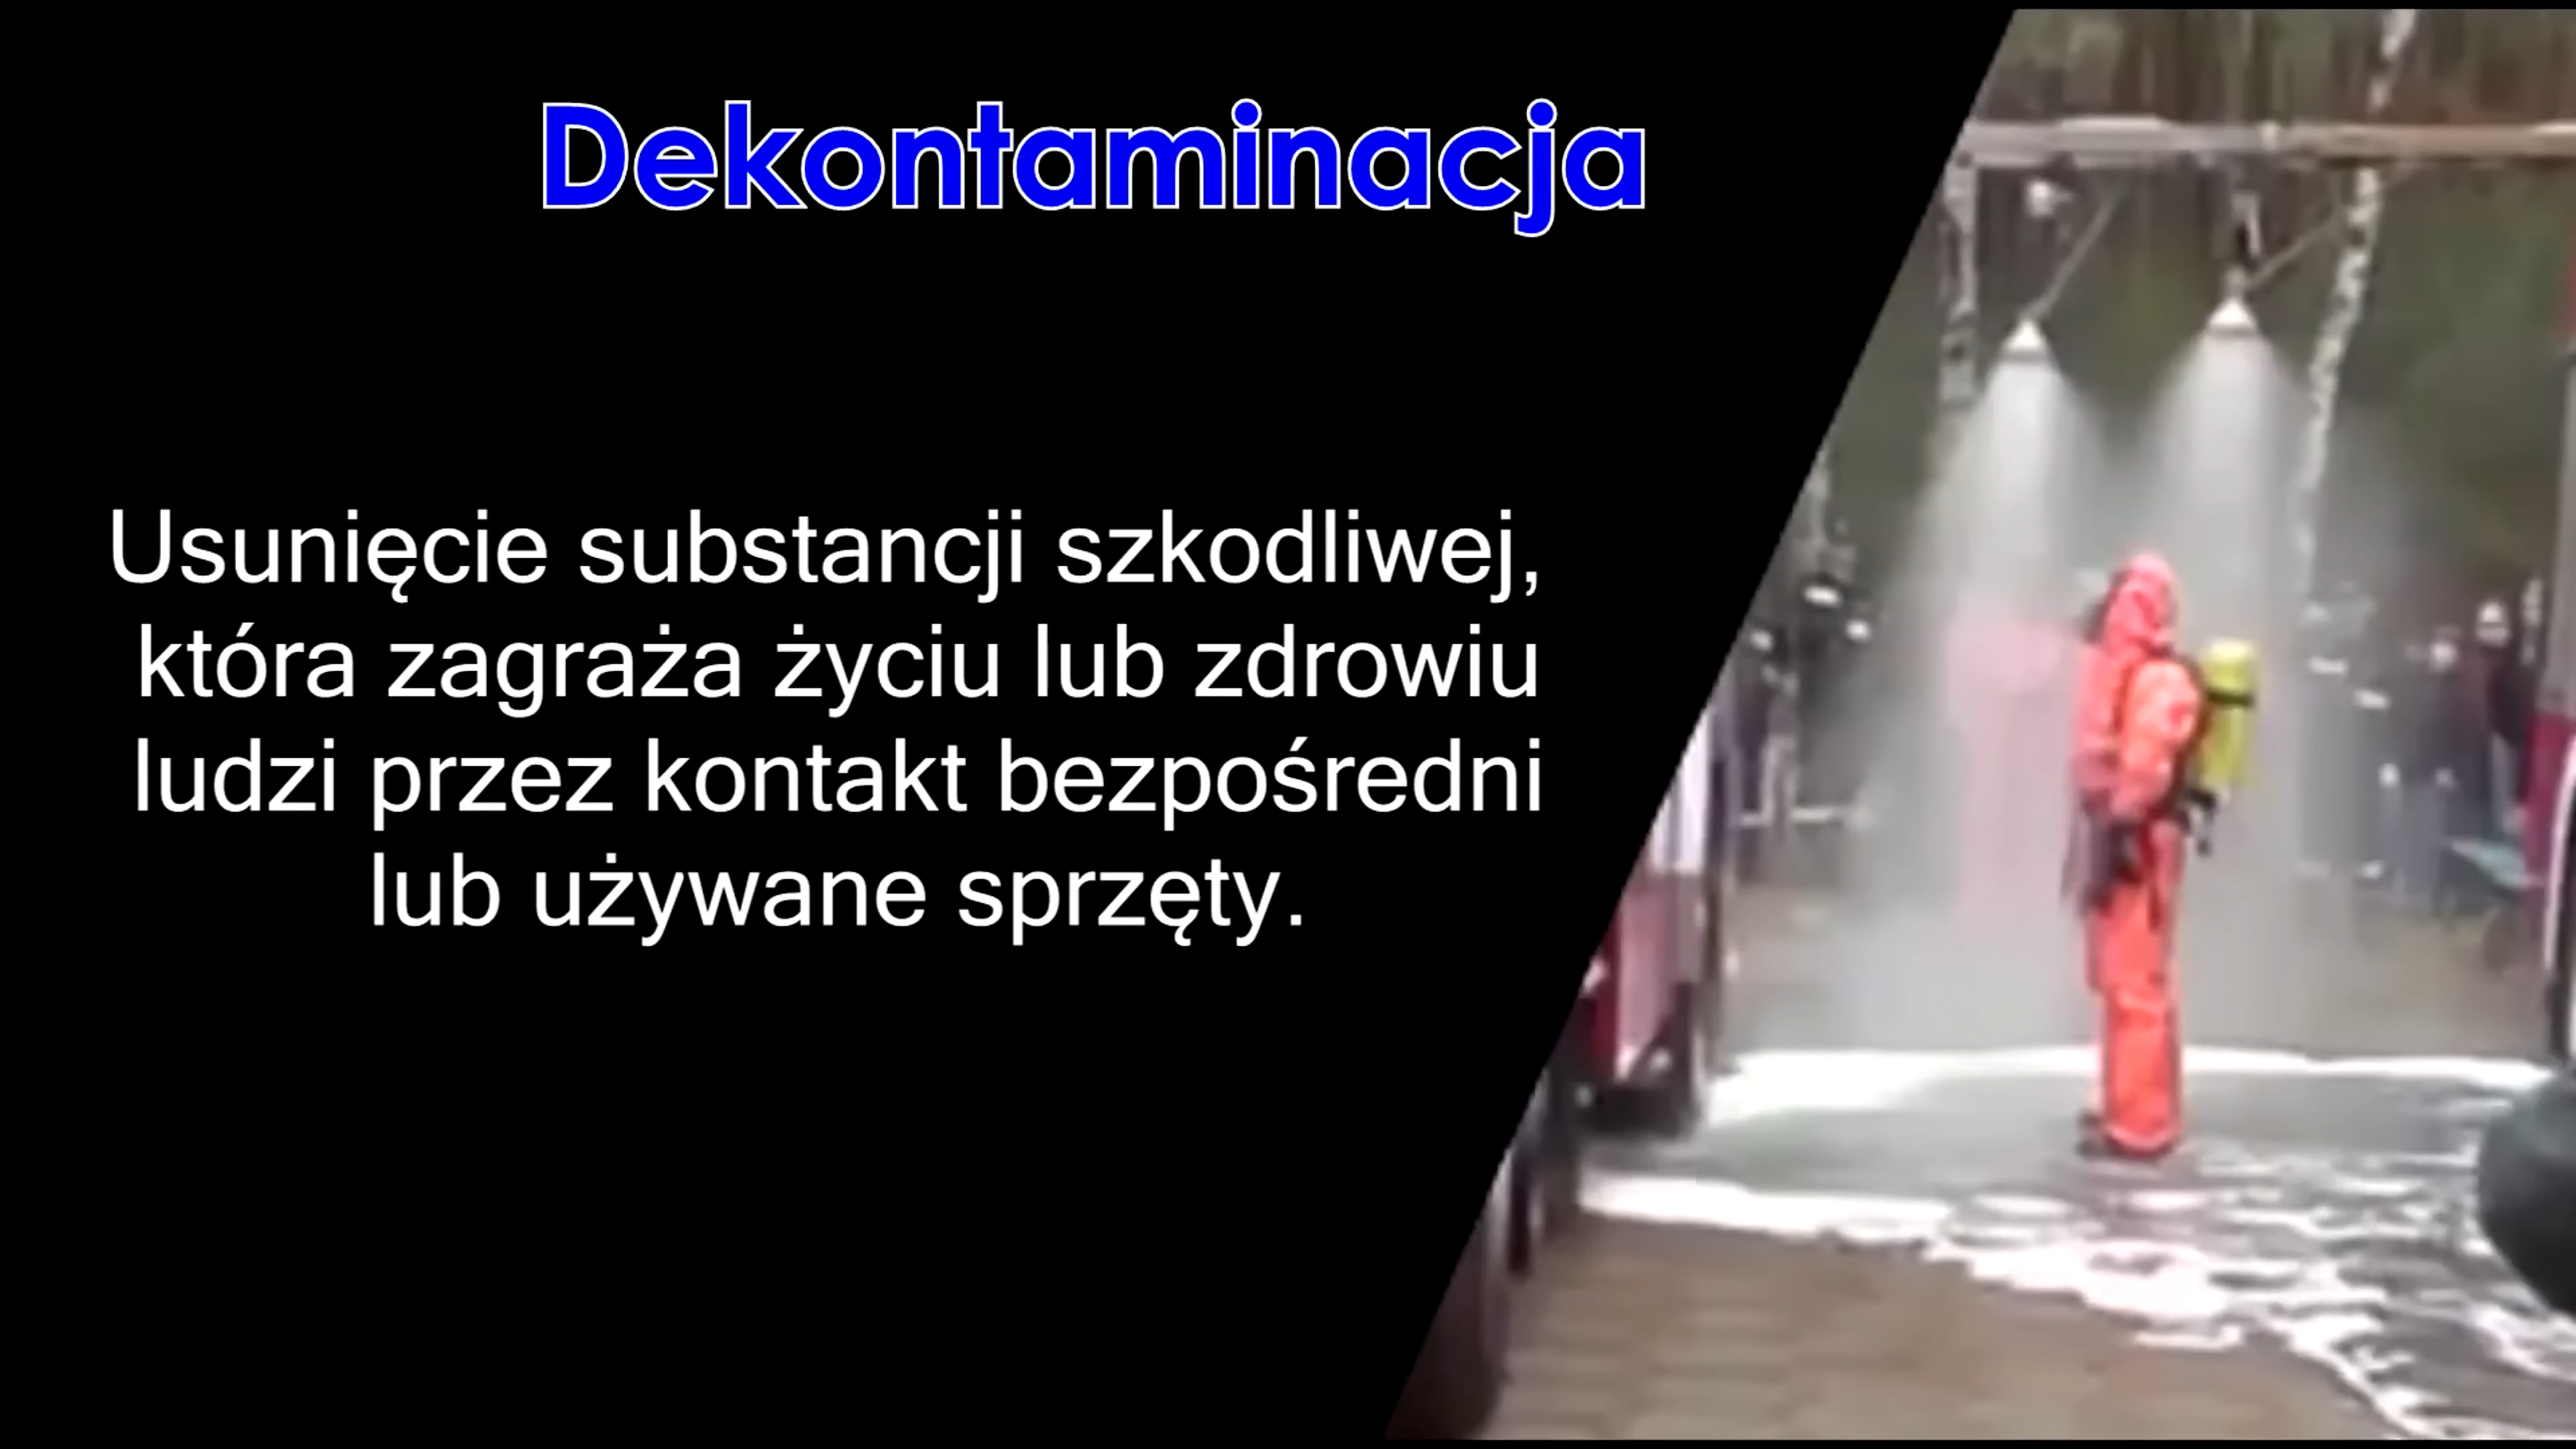 Dekontaminacja
Usunięcie substancji szkodliwej,
która zagraża życiu lub zdrowiu
ludzi przez kontakt bezpośredni
lub używane sprzęty.